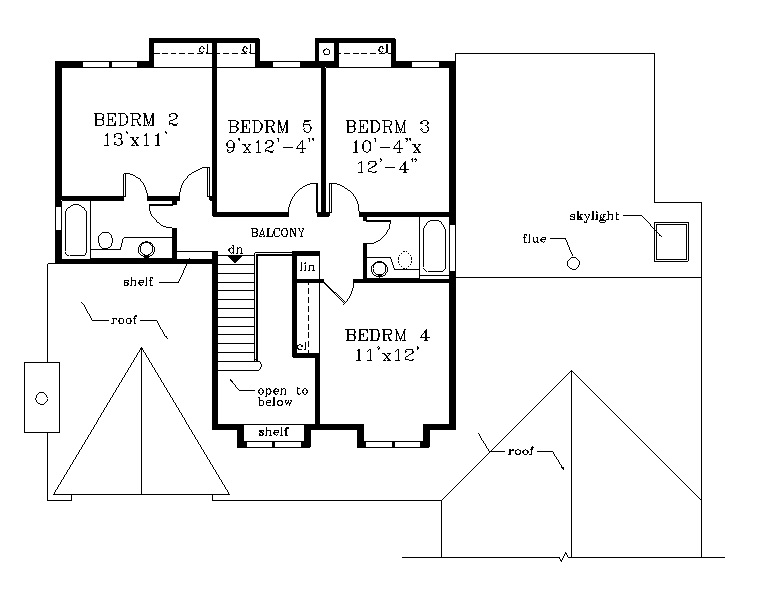 cl
cl
cl
BEDRM 2
13'x11'
BEDRM 5
9'x12'-4"
BEDRM 3
10'-4"x
12'-4"
skylight
BALCONY
flue
dn
lin
shelf
roof
cl
BEDRM 4
11'x12'
open to
below
shelf
roof